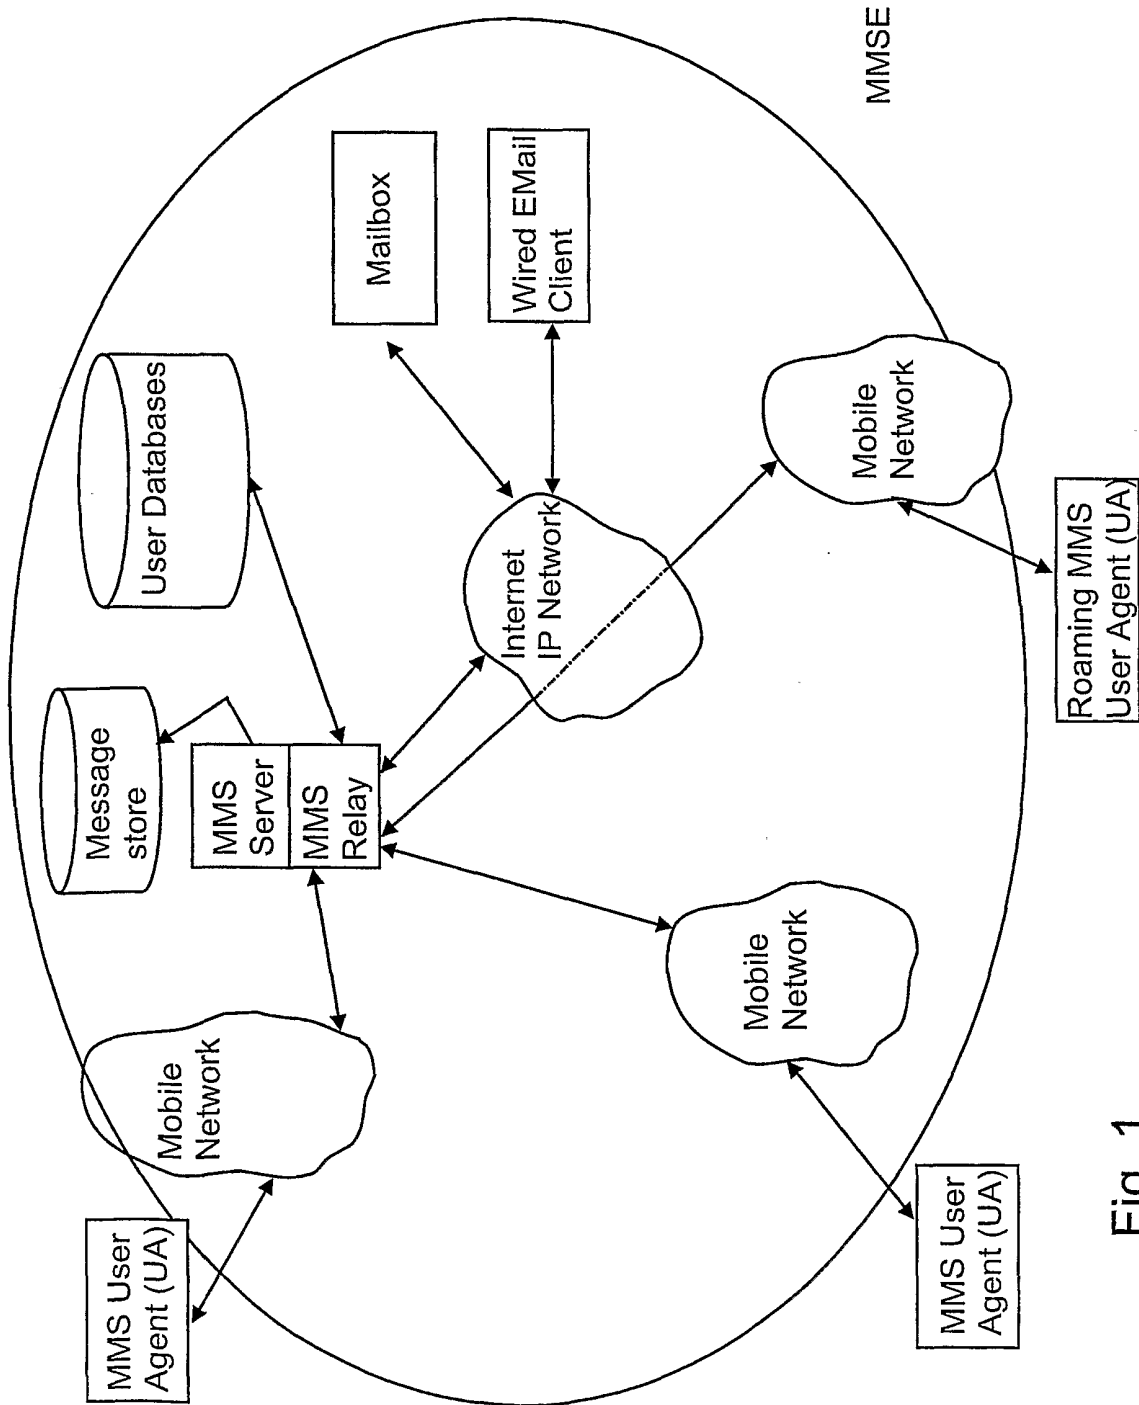 Message
store
User Databases
MMS User
Agent (UA)
Mobile
Network
MMS
Server
MMS
Relay
Mailbox
Internet
IP Network
Wired EMail
Client
Mobile
Network
Mobile
Network
MMSE
MMS User
Agent (UA)
Roaming MMS
User Agent (UA)
Fig. 1